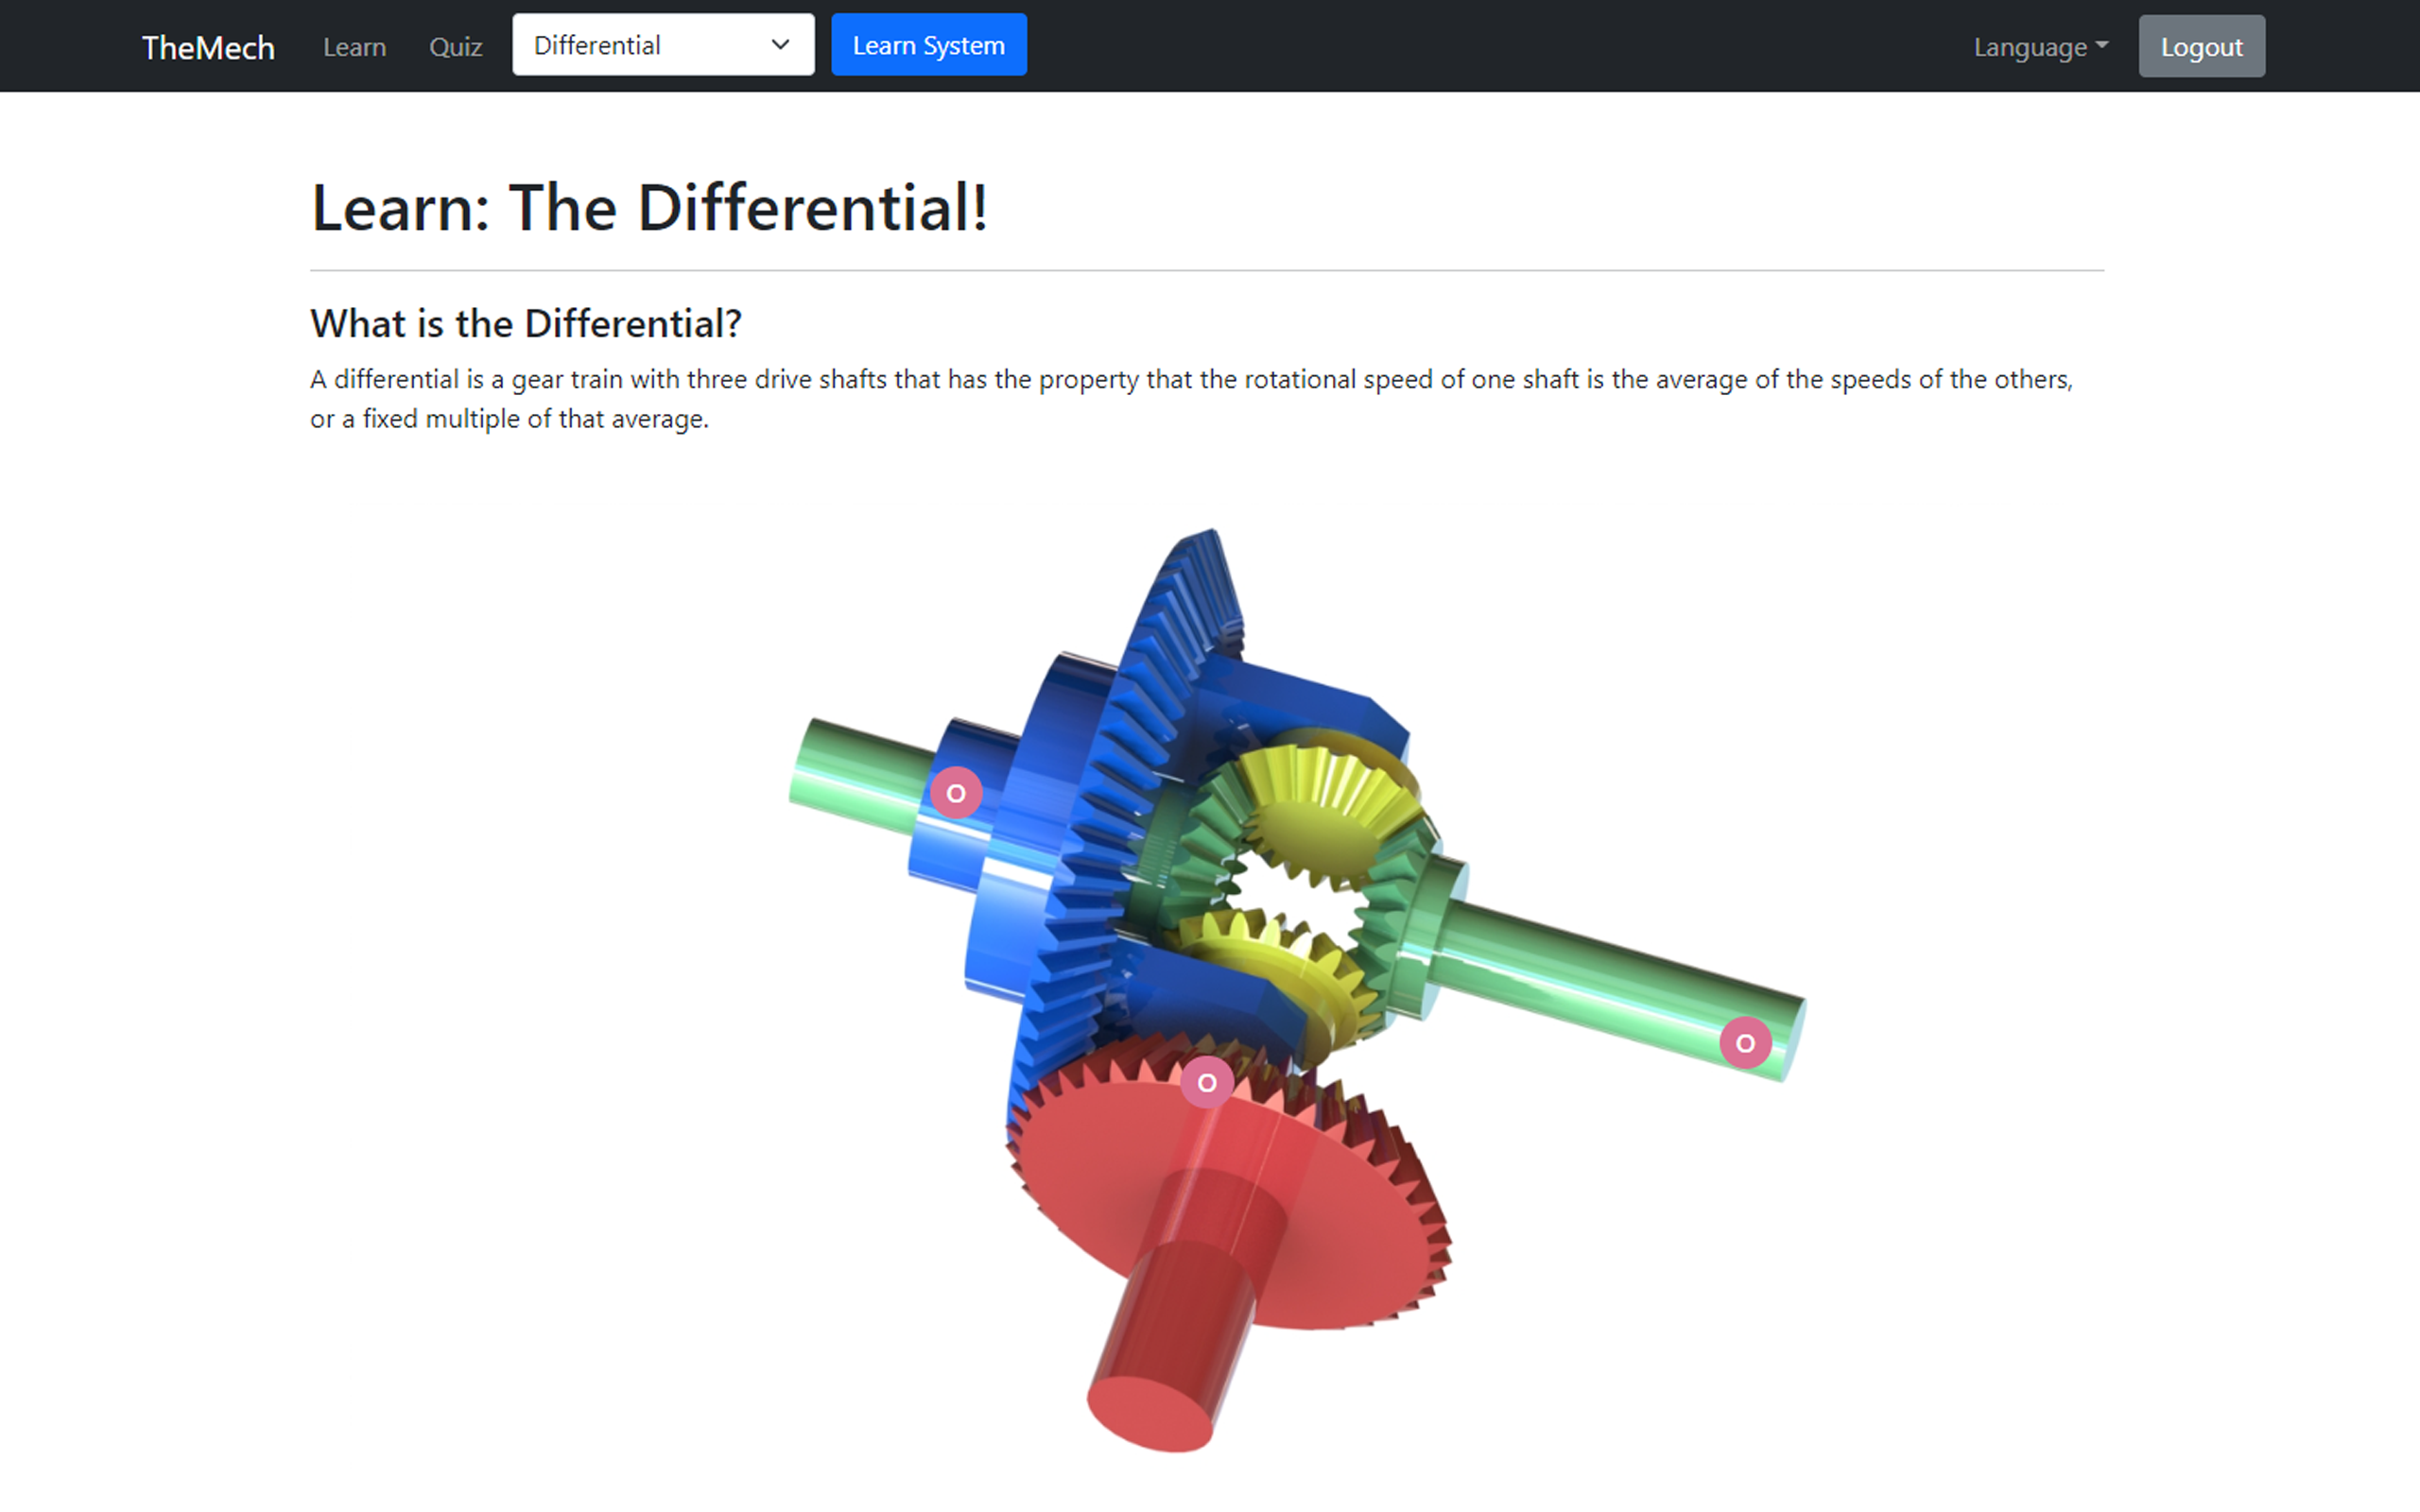 TheMech Learn Quiz Differential Learn System Language Logout
Learn: The Differential!
What is the Differential?
A differential is a gear train with three drive shafts that has the property that the rotational speed of one shaft is the average of the speeds of the others,
or a fixed multiple of that average.
O
O
O